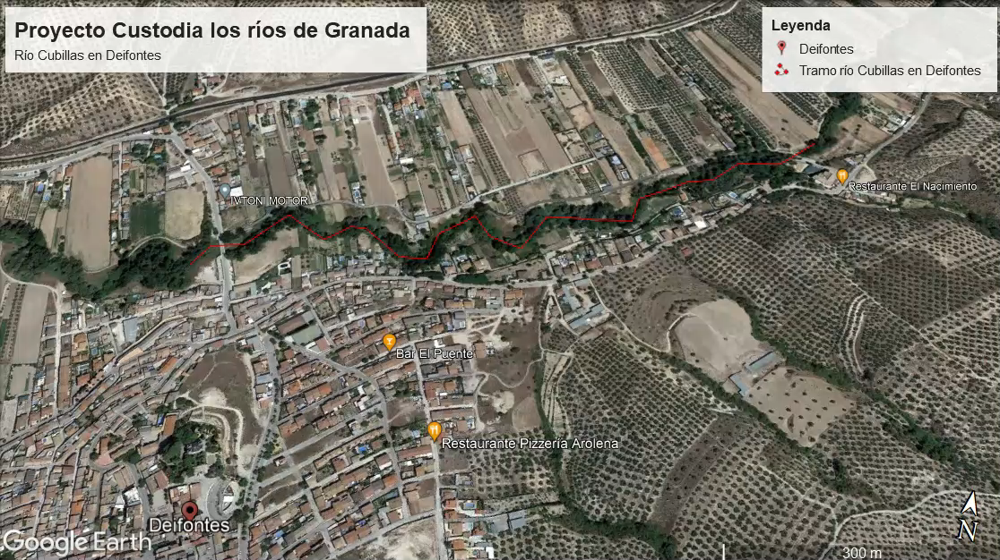 Proyecto Custodia los ríos de Granada
Río Cubillas en Deifontes
Leyenda
Deifontes
Tramo río Cubillas en Deifontes
Restaurante El Nacimiento
IVTONI MOTOR
Bar El Puente
Restaurante Pizzería Arolena
Deifontes
Google Earth
N
300 m